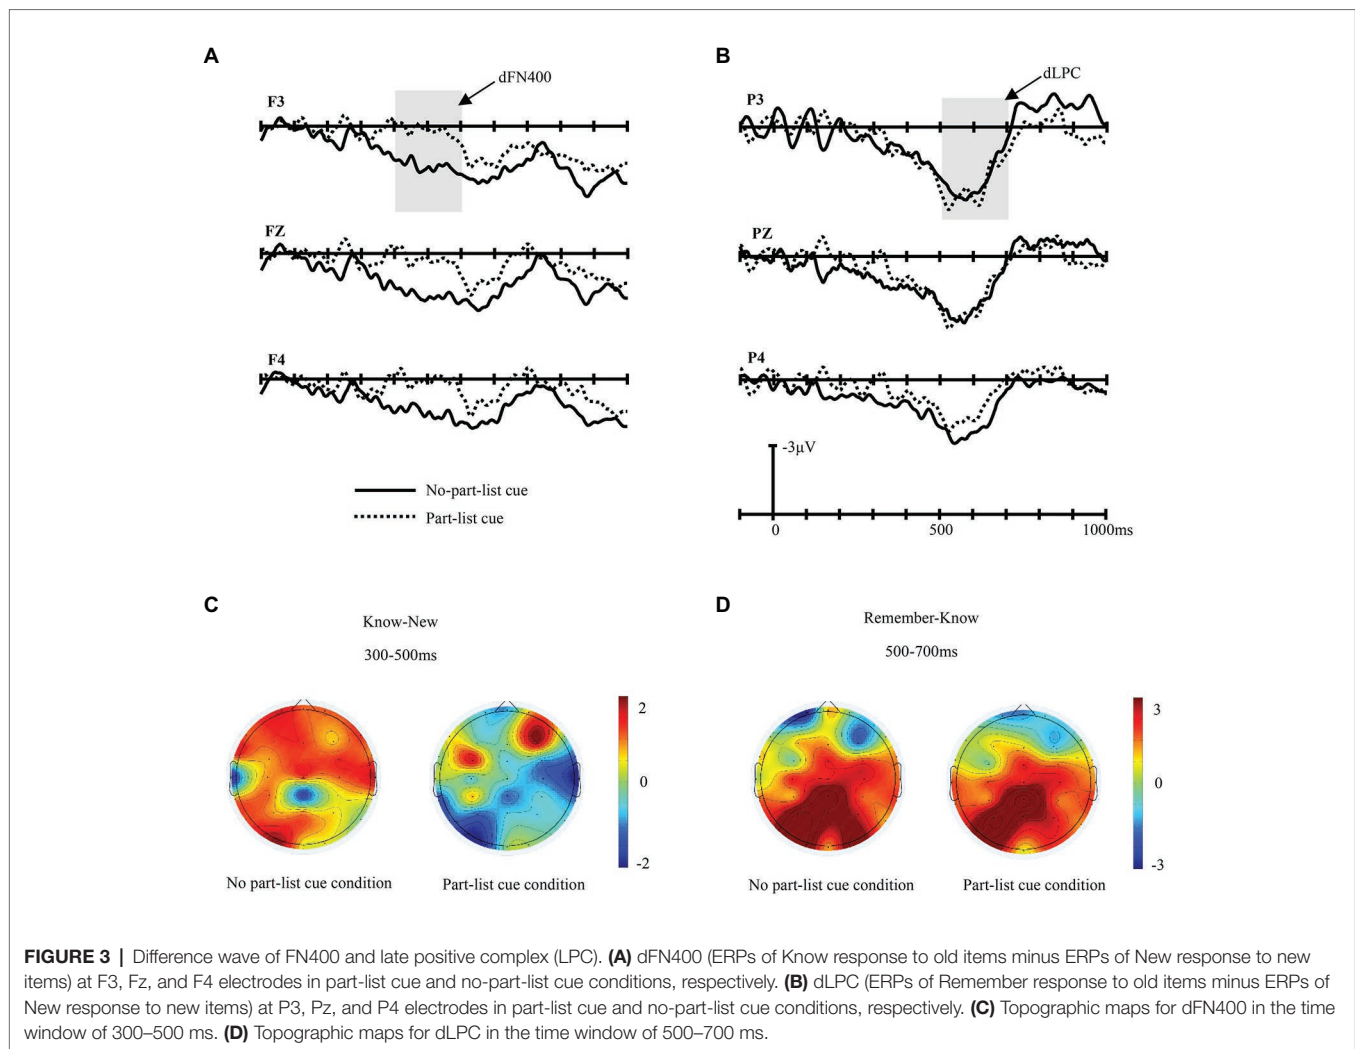 A
dFN400
F3
FZ
F4
No-part-list cue
Part-list cue
B
dLPC
P3
PZ
P4
-3μV
0
500
1000ms
C
Know-New
300-500ms
2
0
-2
No part-list cue condition
Part-list cue condition
D
Remember-Know
500-700ms
3
0
-3
No part-list cue condition
Part-list cue condition
FIGURE 3 | Difference wave of FN400 and late positive complex (LPC). (A) dFN400 (ERPs of Know response to old items minus ERPs of New response to new
items) at F3, Fz, and F4 electrodes in part-list cue and no-part-list cue conditions, respectively. (B) dLPC (ERPs of Remember response to old items minus ERPs of
New response to new items) at P3, Pz, and P4 electrodes in part-list cue and no-part-list cue conditions, respectively. (C) Topographic maps for dFN400 in the time
window of 300–500 ms. (D) Topographic maps for dLPC in the time window of 500–700 ms.